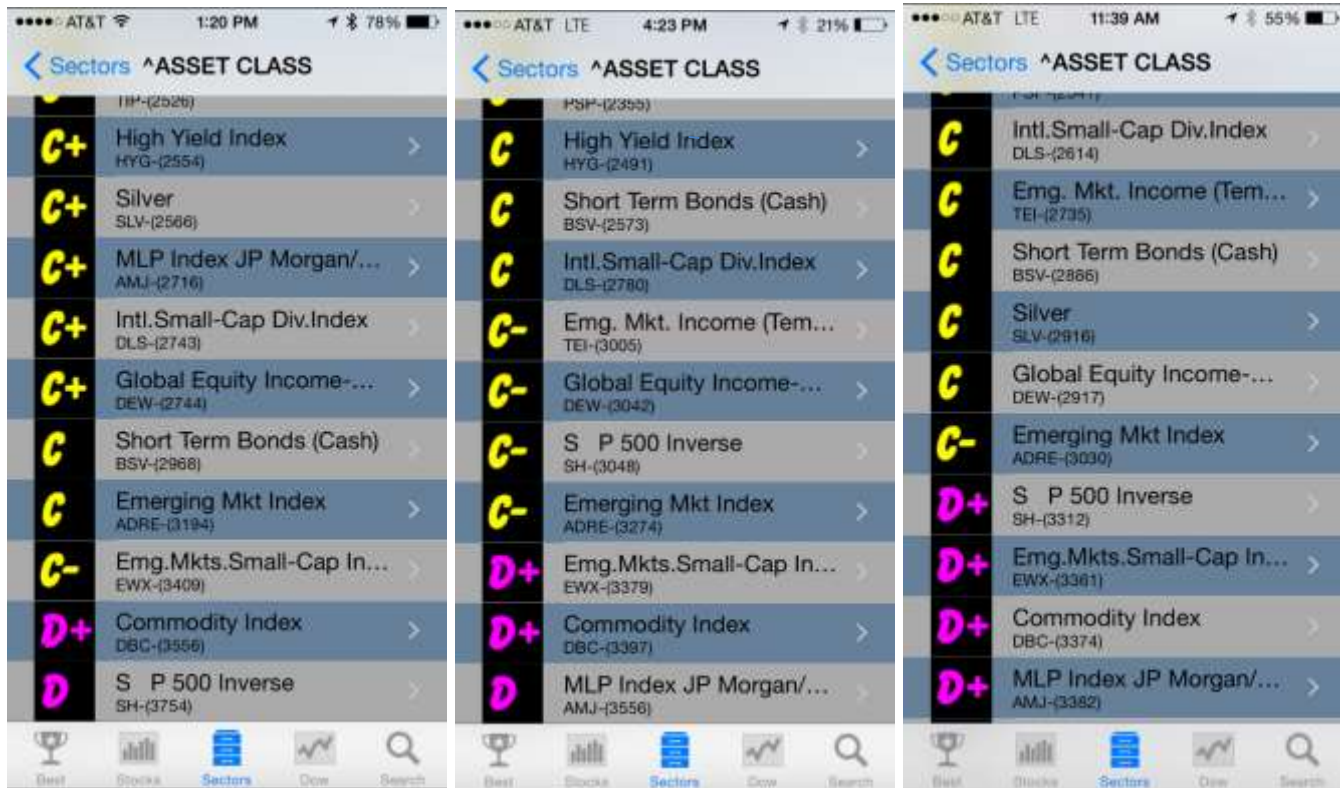 AT&T 1:20 PM 78%
Sectors ^ASSET CLASS
TIP-(2526)
C+ High Yield Index
HYG-(2554)
C+ Silver
SLV-(2566)
C+ MLP Index JP Morgan/...
AMJ-(2716)
C+ Intl.Small-Cap Div.Index
DLS-(2743)
C+ Global Equity Income-...
DEW-(2744)
C Short Term Bonds (Cash)
BSV-(2968)
C Emerging Mkt Index
ADRE-(3194)
C- Emg.Mkts.Small-Cap In...
EWX-(3409)
D+ Commodity Index
DBC-(3556)
D S P 500 Inverse
SH-(3754)
Best Stocks Sectors Dow Search
AT&T LTE 4:23 PM 21%
Sectors ^ASSET CLASS
PSP-(2355)
C High Yield Index
HYG-(2491)
C Short Term Bonds (Cash)
BSV-(2573)
C Intl.Small-Cap Div.Index
DLS-(2780)
C- Emg. Mkt. Income (Tem...
TEI-(3005)
C- Global Equity Income-...
DEW-(3042)
C- S P 500 Inverse
SH-(3048)
C- Emerging Mkt Index
ADRE-(3274)
D+ Emg.Mkts.Small-Cap In...
EWX-(3379)
D+ Commodity Index
DBC-(3397)
D MLP Index JP Morgan/...
AMJ-(3556)
Best Stocks Sectors Dow Search
AT&T LTE 11:39 AM 55%
Sectors ^ASSET CLASS
C Intl.Small-Cap Div.Index
DLS-(2614)
C Emg. Mkt. Income (Tem...
TEI-(2735)
C Short Term Bonds (Cash)
BSV-(2866)
C Silver
SLV-(2916)
C Global Equity Income-...
DEW-(2917)
C- Emerging Mkt Index
ADRE-(3030)
D+ S P 500 Inverse
SH-(3312)
D+ Emg.Mkts.Small-Cap In...
EWX-(3361)
D+ Commodity Index
DBC-(3374)
D+ MLP Index JP Morgan/...
AMJ-(3382)
Best Stocks Sectors Dow Search